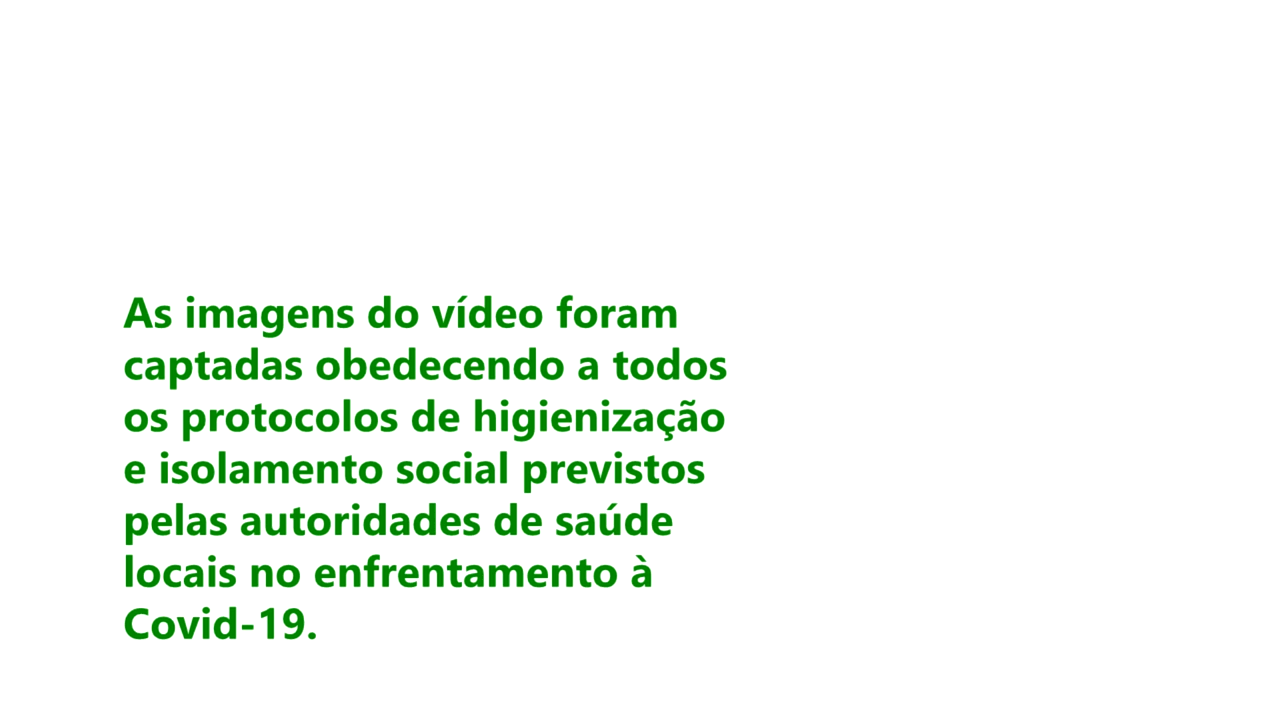 As imagens do vídeo foram
captadas obedecendo a todos
os protocolos de higienização
e isolamento social previstos
pelas autoridades de saúde
locais no enfrentamento à
Covid-19.